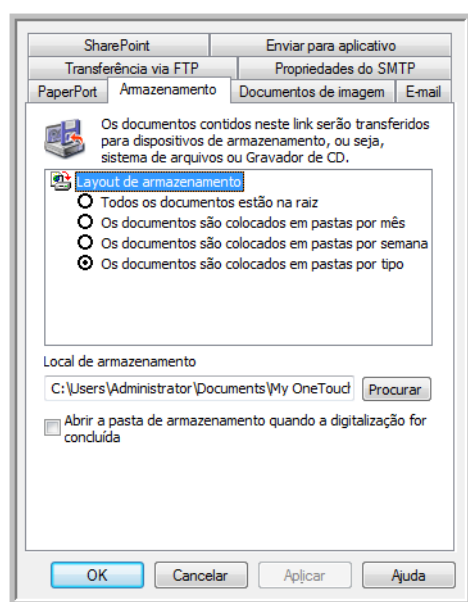 SharePoint
Enviar para aplicativo
Transferência via FTP
Propriedades do SMTP
PaperPort
Armazenamento
Documentos de imagem
E-mail
Os documentos contidos neste link serão transferidos
para dispositivos de armazenamento, ou seja,
sistema de arquivos ou Gravador de CD.
Layout de armazenamento
Todos os documentos estão na raiz
Os documentos são colocados em pastas por mês
Os documentos são colocados em pastas por semana
Os documentos são colocados em pastas por tipo
Local de armazenamento
C:\Users\Administrator\Documents\My OneTouch
Procurar
Abrir a pasta de armazenamento quando a digitalização for
concluída
OK
Cancelar
Aplicar
Ajuda